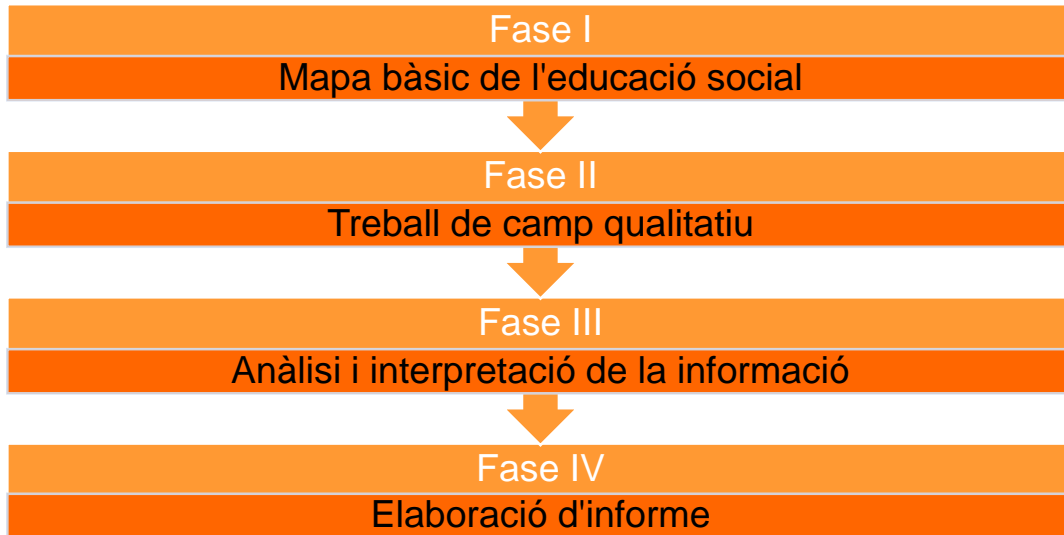 Fase I
Mapa bàsic de l'educació social
Fase II
Treball de camp qualitatiu
Fase III
Anàlisi i interpretació de la informació
Fase IV
Elaboració d'informe